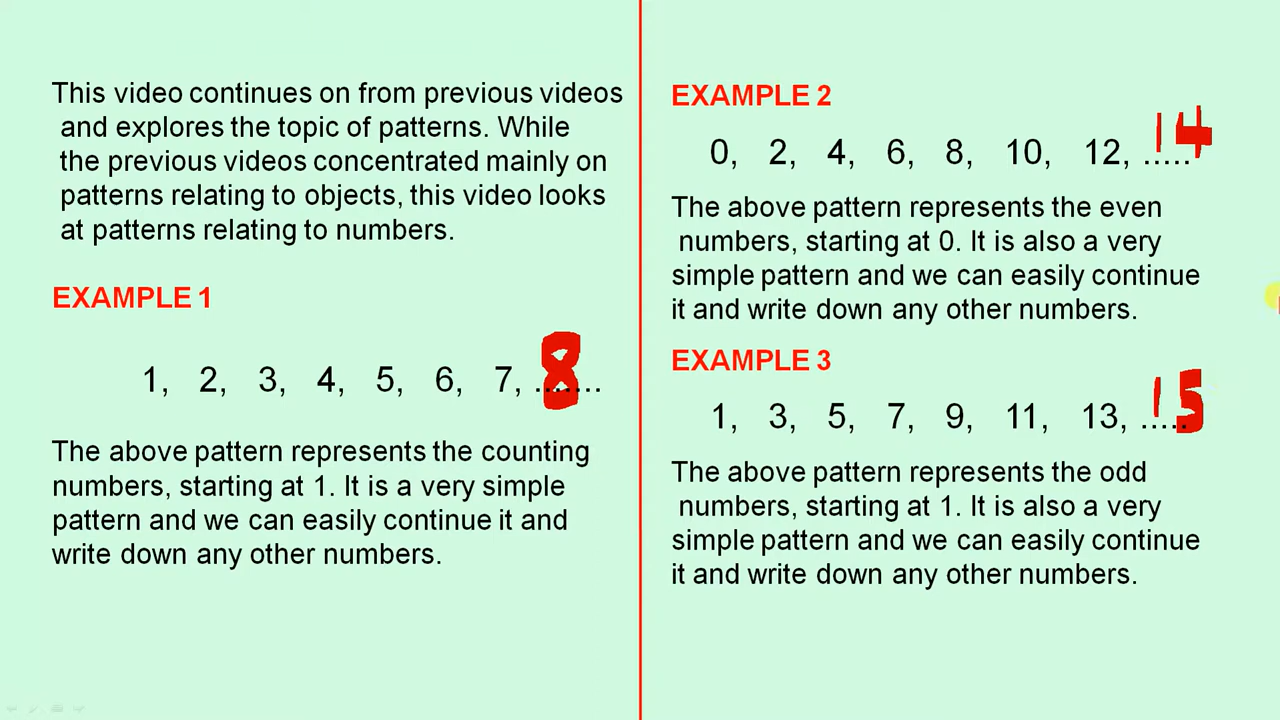 This video continues on from previous videos
and explores the topic of patterns. While
the previous videos concentrated mainly on
patterns relating to objects, this video looks
at patterns relating to numbers.
EXAMPLE 1
1, 2, 3, 4, 5, 6, 7, ....... 8
The above pattern represents the counting
numbers, starting at 1. It is a very simple
pattern and we can easily continue it and
write down any other numbers.
EXAMPLE 2
0, 2, 4, 6, 8, 10, 12, ..... 14
The above pattern represents the even
numbers, starting at 0. It is also a very
simple pattern and we can easily continue
it and write down any other numbers.
EXAMPLE 3
1, 3, 5, 7, 9, 11, 13, ..... 15
The above pattern represents the odd
numbers, starting at 1. It is also a very
simple pattern and we can easily continue
it and write down any other numbers.